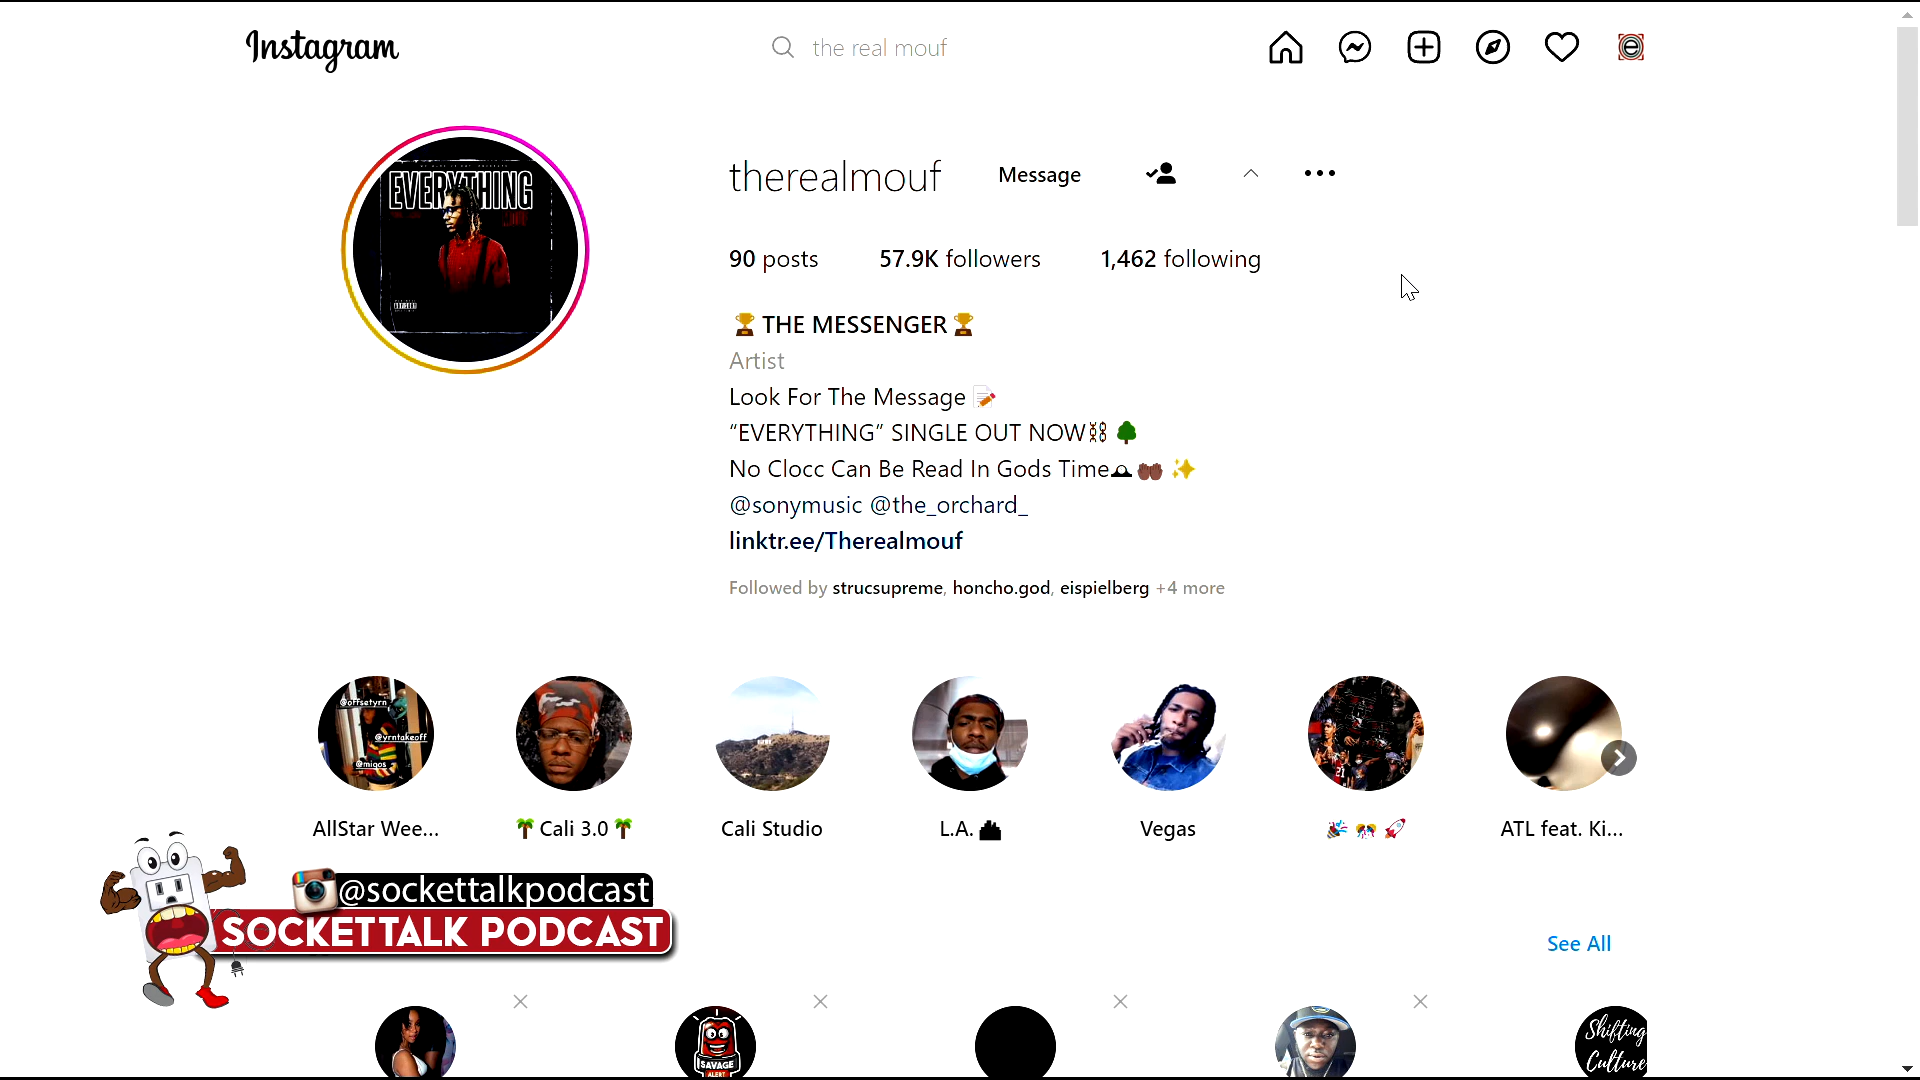 Instagram
the real mouf
EVERYTHING
therealmouf
Message
90 posts
57.9K followers
1,462 following
🏆THE MESSENGER🏆
Artist
Look For The Message 📝
“EVERYTHING” SINGLE OUT NOW⛓🌳
No Clocc Can Be Read In Gods Time🕰🤲🏾✨
@sonymusic @the_orchard_
linktr.ee/Therealmouf
Followed by strucsupreme, honcho.god, eispielberg +4 more
@offsetyrn
@yrntakeoff
@migos
AllStar Wee...
🌴Cali 3.0🌴
Cali Studio
L.A.
Vegas
ATL feat. Ki...
@sockettalkpodcast
SOCKETTALK PODCAST
See All
SAVAGE
ALERT
Shifting
Culture